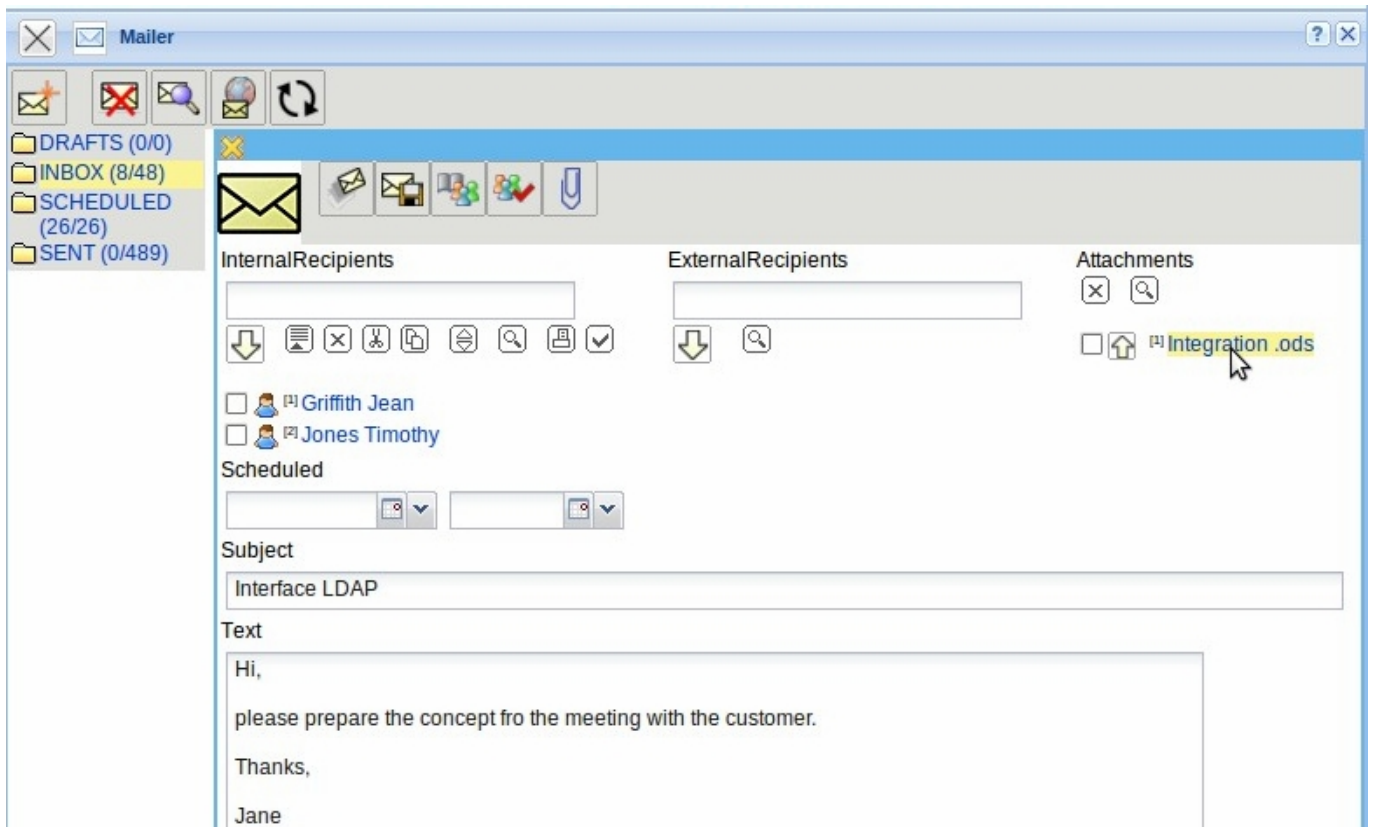 Mailer
DRAFTS (0/0)
INBOX (8/48)
SCHEDULED
(26/26)
SENT (0/489)
InternalRecipients
ExternalRecipients
Attachments
[1] Integration .ods
[1] Griffith Jean
[2] Jones Timothy
Scheduled
Subject
Interface LDAP
Text
Hi,
please prepare the concept fro the meeting with the customer.
Thanks,
Jane